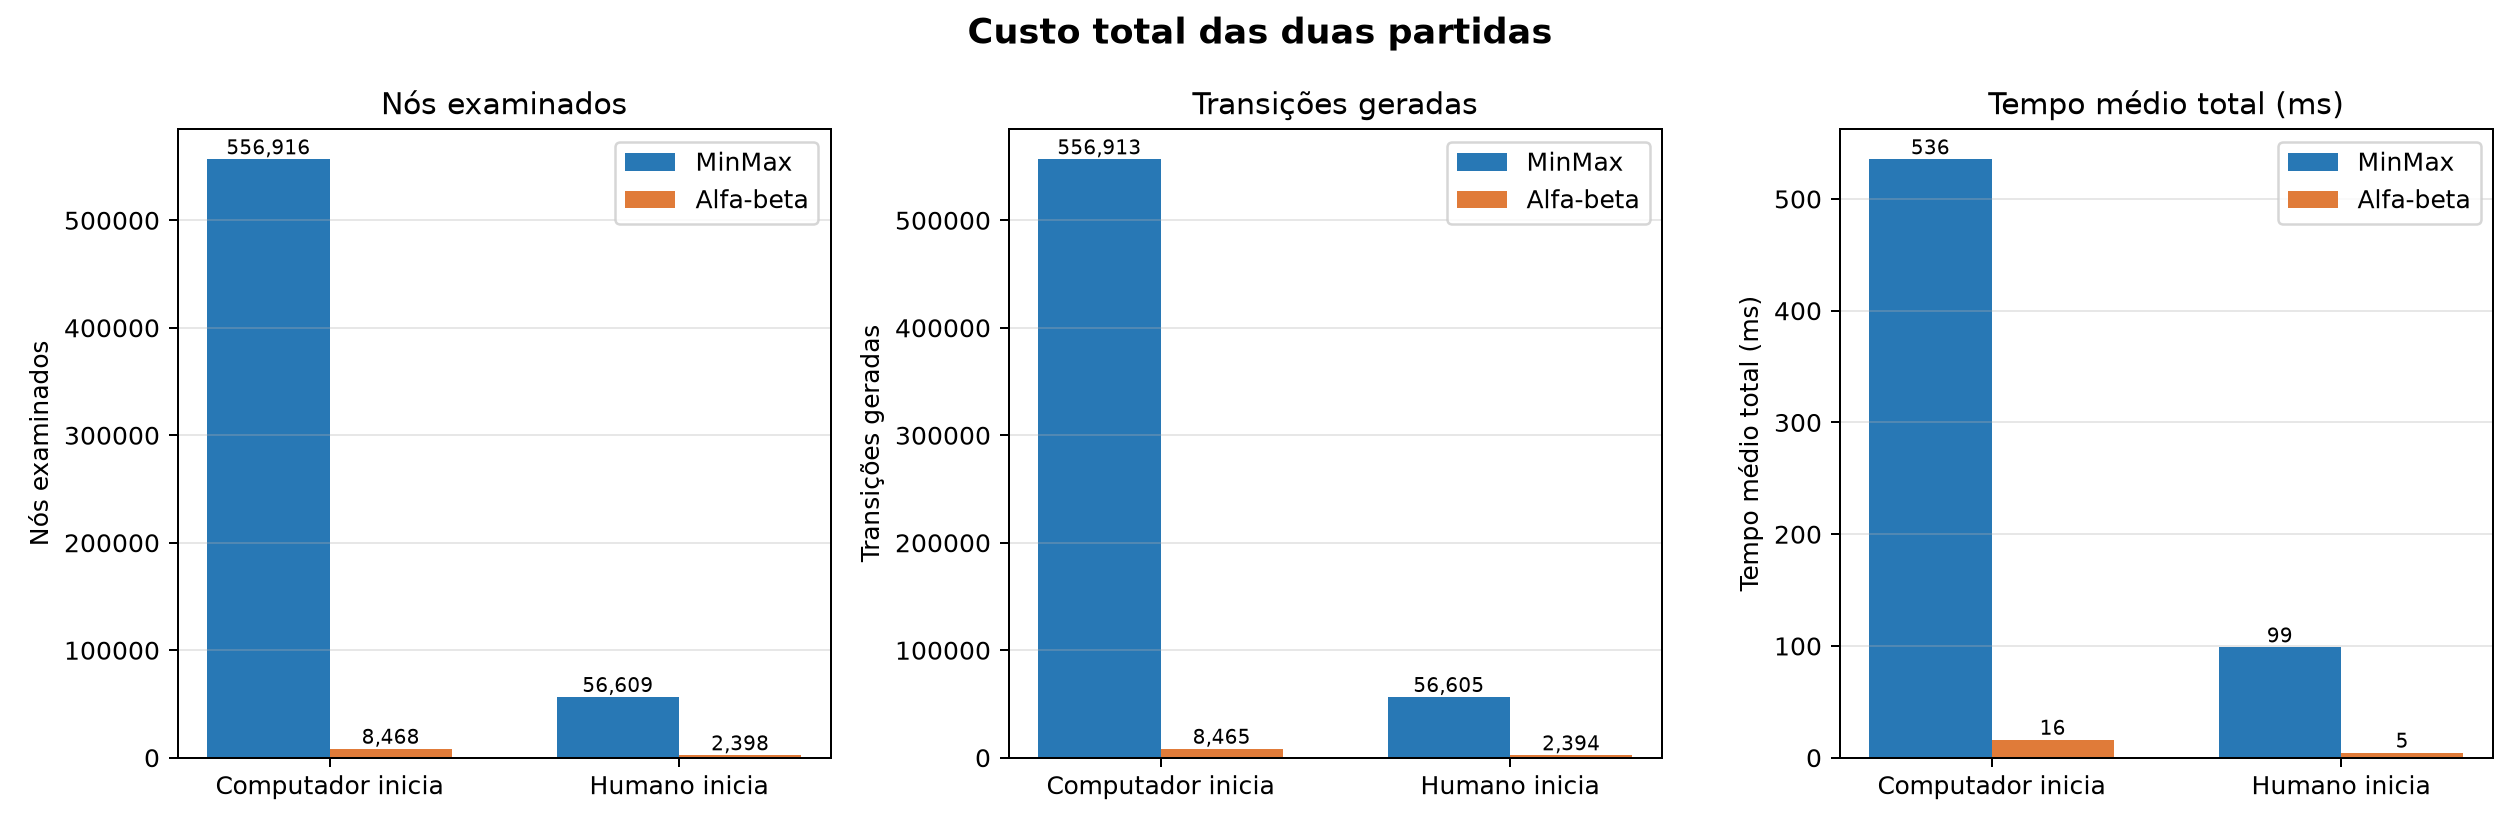 Custo total das duas partidas
Nós examinados
556,916
MinMax
Alfa-beta
500000
400000
300000
200000
100000
0
Nós examinados
8,468
56,609
2,398
Computador inicia
Humano inicia
Transições geradas
556,913
MinMax
Alfa-beta
500000
400000
300000
200000
100000
0
Transições geradas
8,465
56,605
2,394
Computador inicia
Humano inicia
Tempo médio total (ms)
536
MinMax
Alfa-beta
500
400
300
200
100
0
Tempo médio total (ms)
16
99
5
Computador inicia
Humano inicia